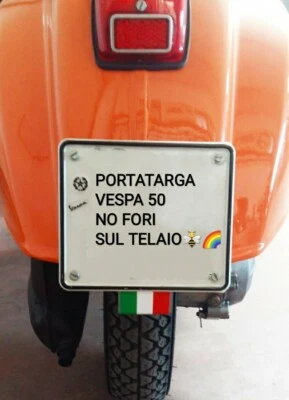 PORTATARGA
VESPA 50
NO FORI
SUL TELAIO🐝🌈